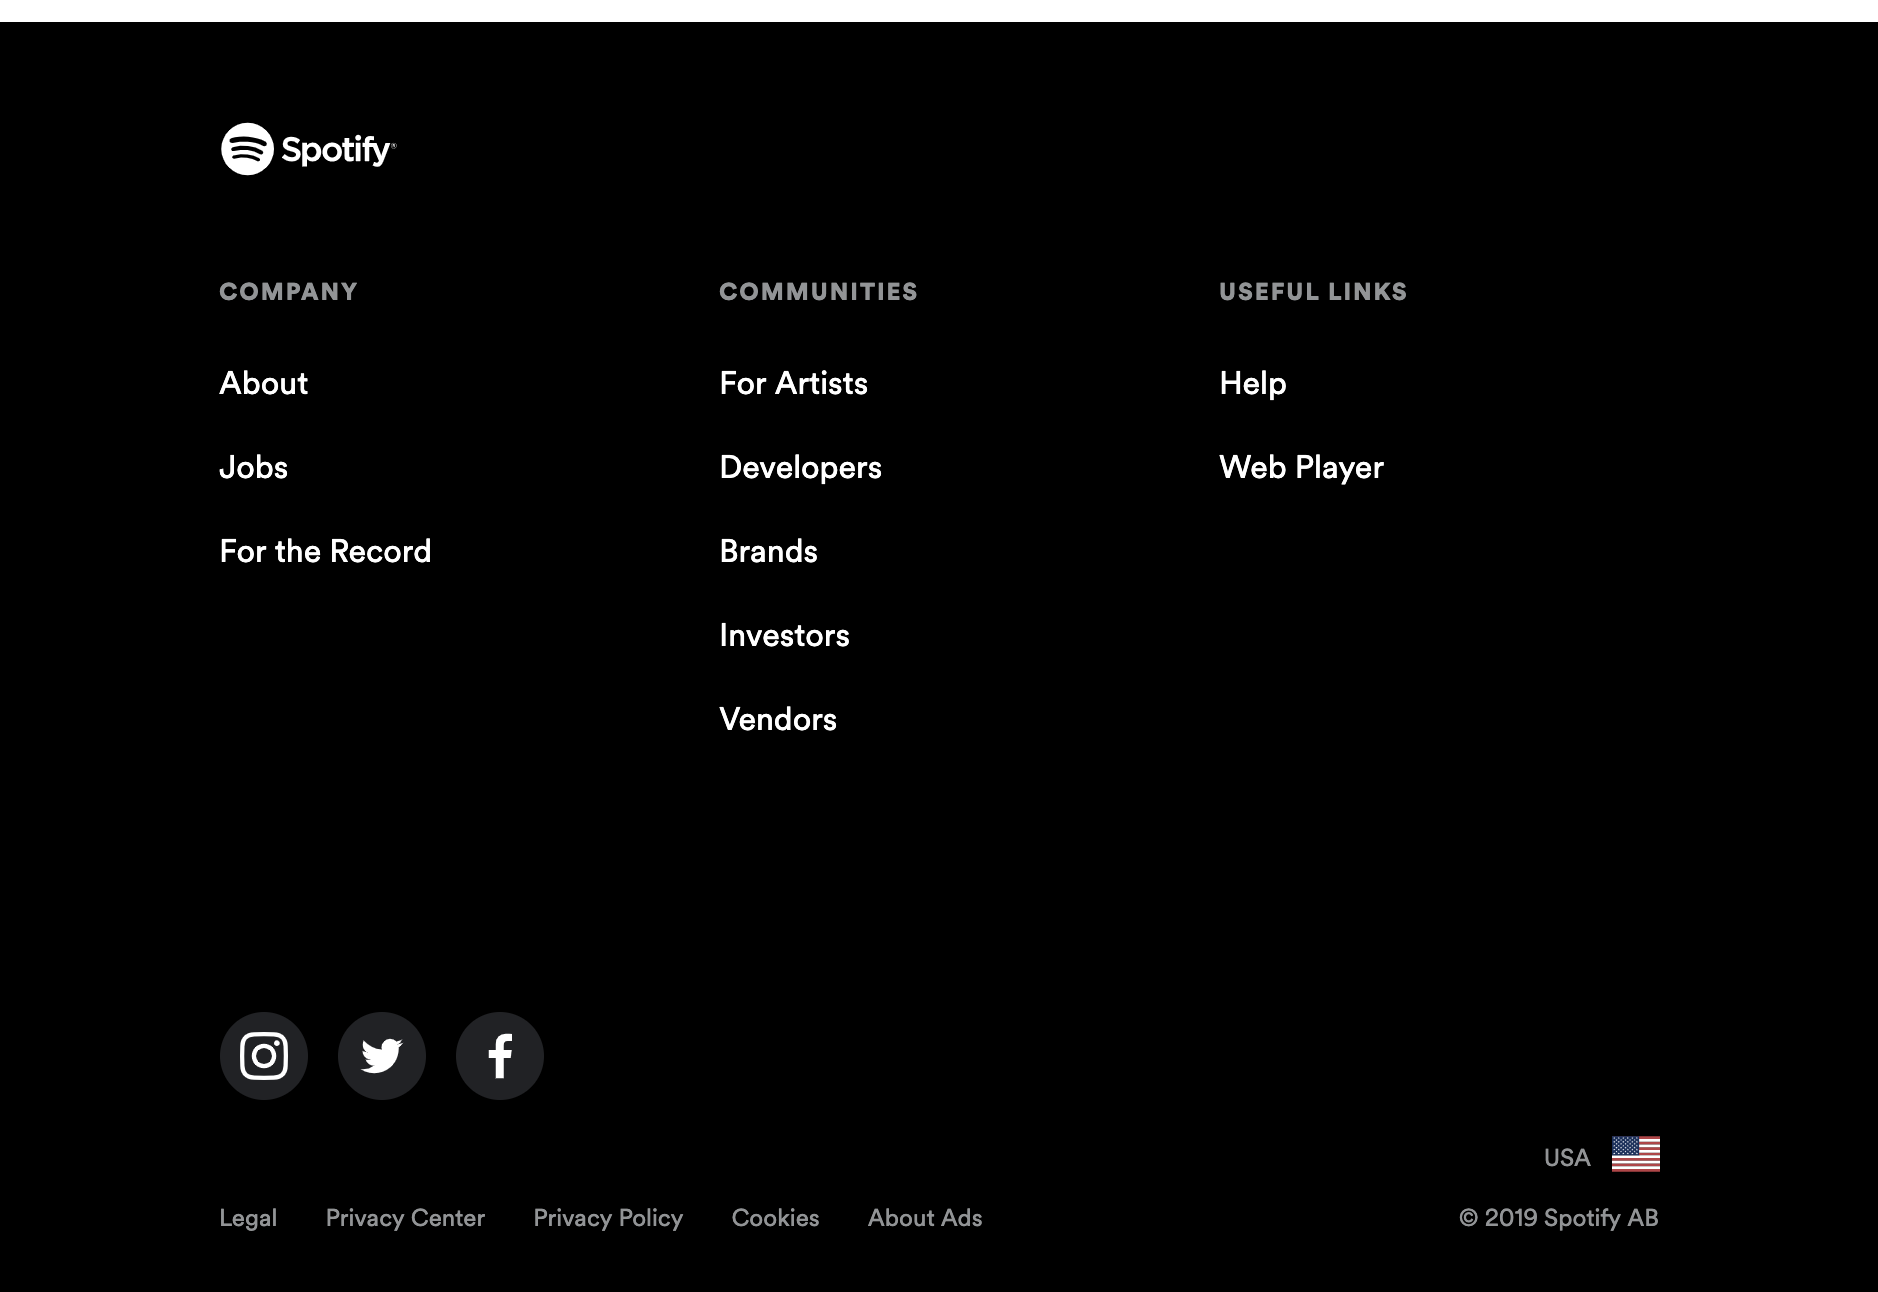 Spotify®
COMPANY
About
Jobs
For the Record
COMMUNITIES
For Artists
Developers
Brands
Investors
Vendors
USEFUL LINKS
Help
Web Player
USA
Legal Privacy Center Privacy Policy Cookies About Ads
© 2019 Spotify AB